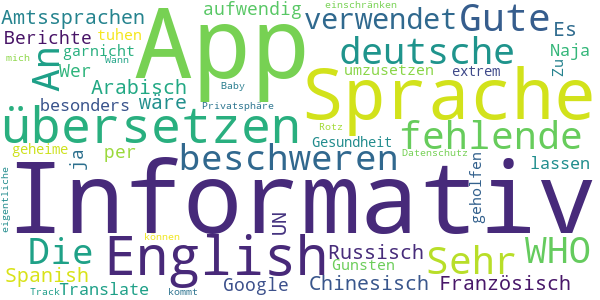 Amtssprachen
Berichte
tuhen
garnicht
Wer
An
Arabisch
besonders
wäre
App
aufwendig
einschränken
mich
Wann
Baby
Privatsphäre
verwendet
Gute
Es
deutsche
Naja
Zu
umzusetzen
extrem
Sprache
übersetzen
Rotz
Gesundheit
fehlende
Datenschutz
geheime
ja
per
beschweren
geholfen
lassen
Informativ
eigentliche
UN
können
Die
English
Russisch
Gunsten
Sehr
WHO
Spanish
Track
Translate
kommt
Google
Chinesisch
Französisch